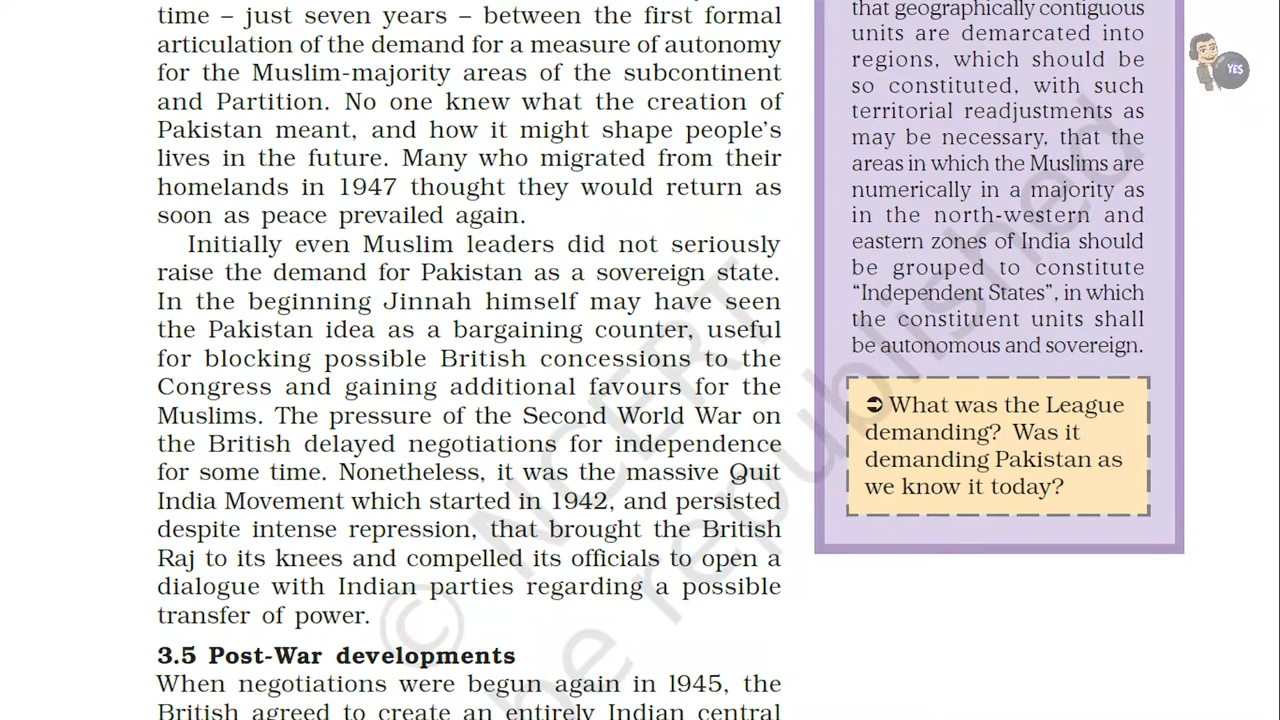 time – just seven years – between the first formal
articulation of the demand for a measure of autonomy
for the Muslim-majority areas of the subcontinent
and Partition. No one knew what the creation of
Pakistan meant, and how it might shape people’s
lives in the future. Many who migrated from their
homelands in 1947 thought they would return as
soon as peace prevailed again.
Initially even Muslim leaders did not seriously
raise the demand for Pakistan as a sovereign state.
In the beginning Jinnah himself may have seen
the Pakistan idea as a bargaining counter, useful
for blocking possible British concessions to the
Congress and gaining additional favours for the
Muslims. The pressure of the Second World War on
the British delayed negotiations for independence
for some time. Nonetheless, it was the massive Quit
India Movement which started in 1942, and persisted
despite intense repression, that brought the British
Raj to its knees and compelled its officials to open a
dialogue with Indian parties regarding a possible
transfer of power.
3.5 Post-War developments
When negotiations were begun again in 1945, the
British agreed to create an entirely Indian central
that geographically contiguous
units are demarcated into
regions, which should be
so constituted, with such
territorial readjustments as
may be necessary, that the
areas in which the Muslims are
numerically in a majority as
in the north-western and
eastern zones of India should
be grouped to constitute
“Independent States”, in which
the constituent units shall
be autonomous and sovereign.
➲ What was the League
demanding? Was it
demanding Pakistan as
we know it today?
YES
© NCERT
be republished